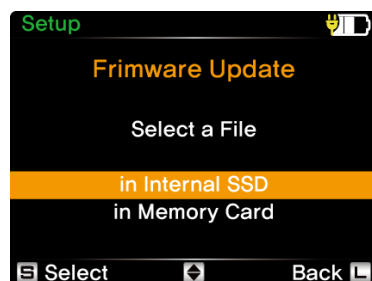 Setup
Frimware Update
Select a File
in Internal SSD
in Memory Card
S Select Back L